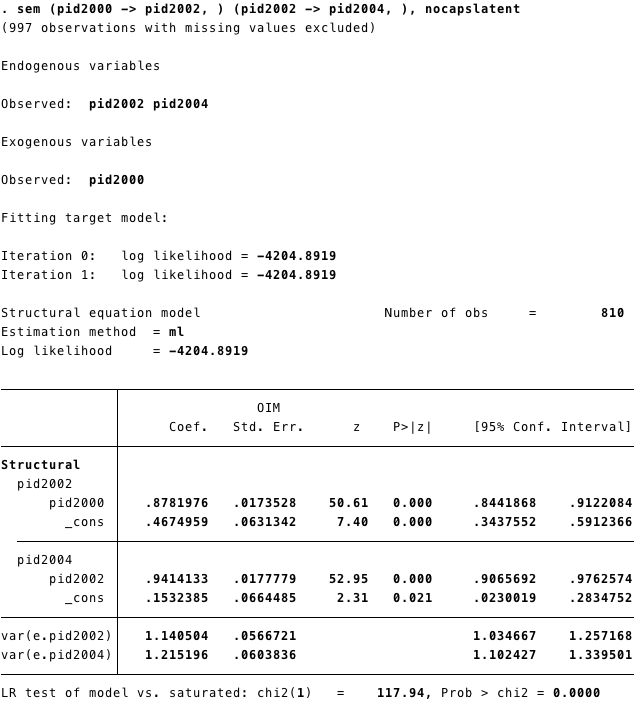 . sem (pid2000 -> pid2002, ) (pid2002 -> pid2004, ), nocapslatent
(997 observations with missing values excluded)
Endogenous variables
Observed:  pid2002 pid2004
Exogenous variables
Observed:  pid2000
Fitting target model:
Iteration 0:   log likelihood = -4204.8919
Iteration 1:   log likelihood = -4204.8919
Structural equation model                       Number of obs     =        810
Estimation method  = ml
Log likelihood     = -4204.8919
OIM
Coef.   Std. Err.      z    P>|z|     [95% Conf. Interval]
Structural
pid2002
pid2000     .8781976   .0173528    50.61   0.000     .8441868    .9122084
_cons     .4674959   .0631342     7.40   0.000     .3437552    .5912366
pid2004
pid2002     .9414133   .0177779    52.95   0.000     .9065692    .9762574
_cons     .1532385   .0664485     2.31   0.021     .0230019    .2834752
var(e.pid2002)    1.140504   .0566721                      1.034667    1.257168
var(e.pid2004)    1.215196   .0603836                      1.102427    1.339501
LR test of model vs. saturated: chi2(1)   =    117.94, Prob > chi2 = 0.0000